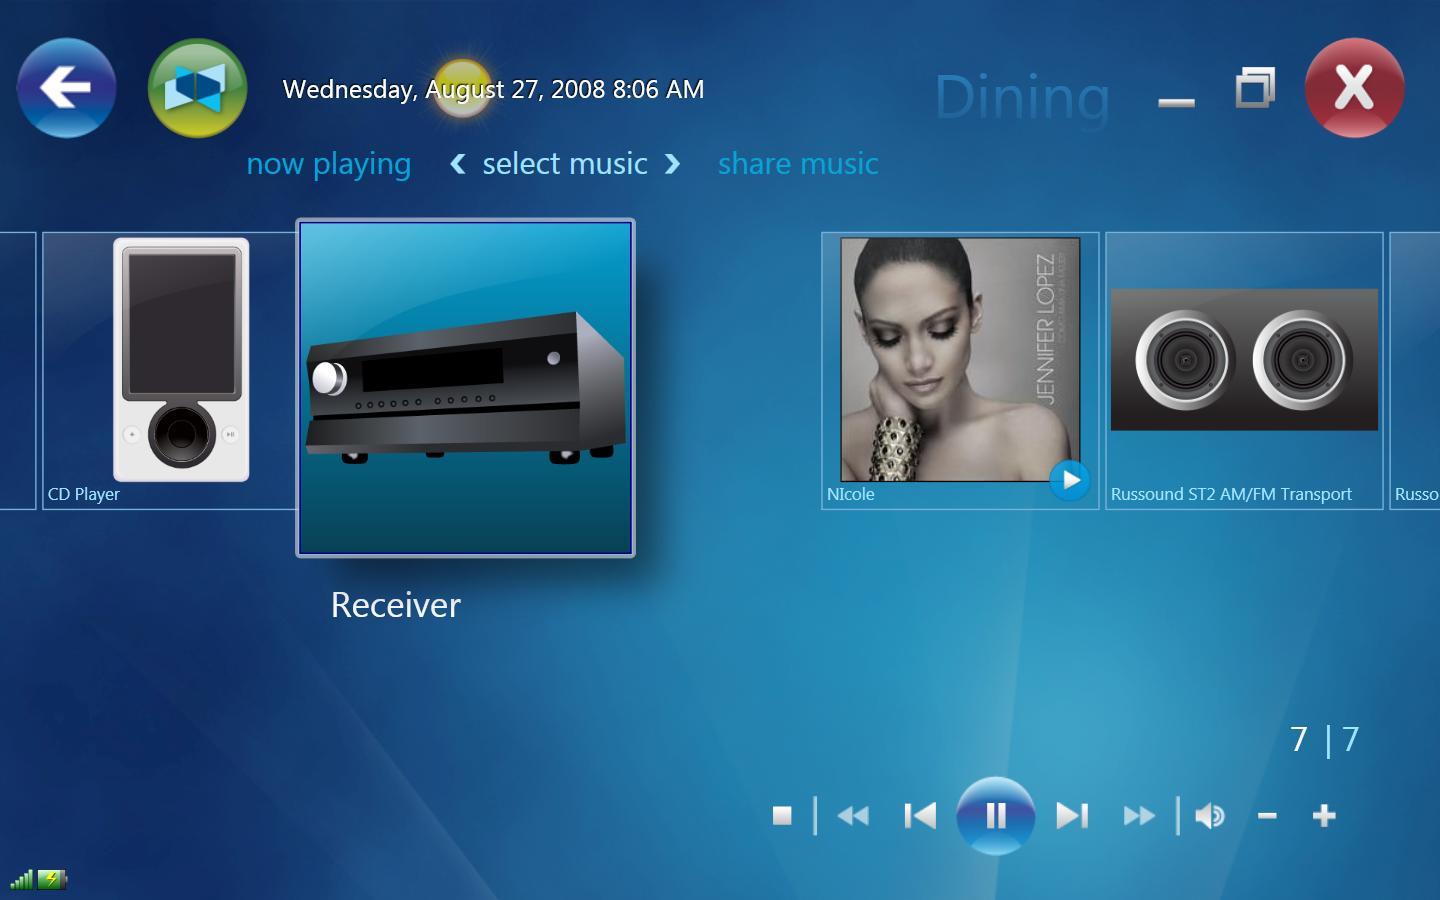 Wednesday, August 27, 2008 8:06 AM
Dining
now playing
select music
share music
JENNIFER LOPEZ
CD Player
NIcole
Russound ST2 AM/FM Transport
Russo
Receiver
7 | 7